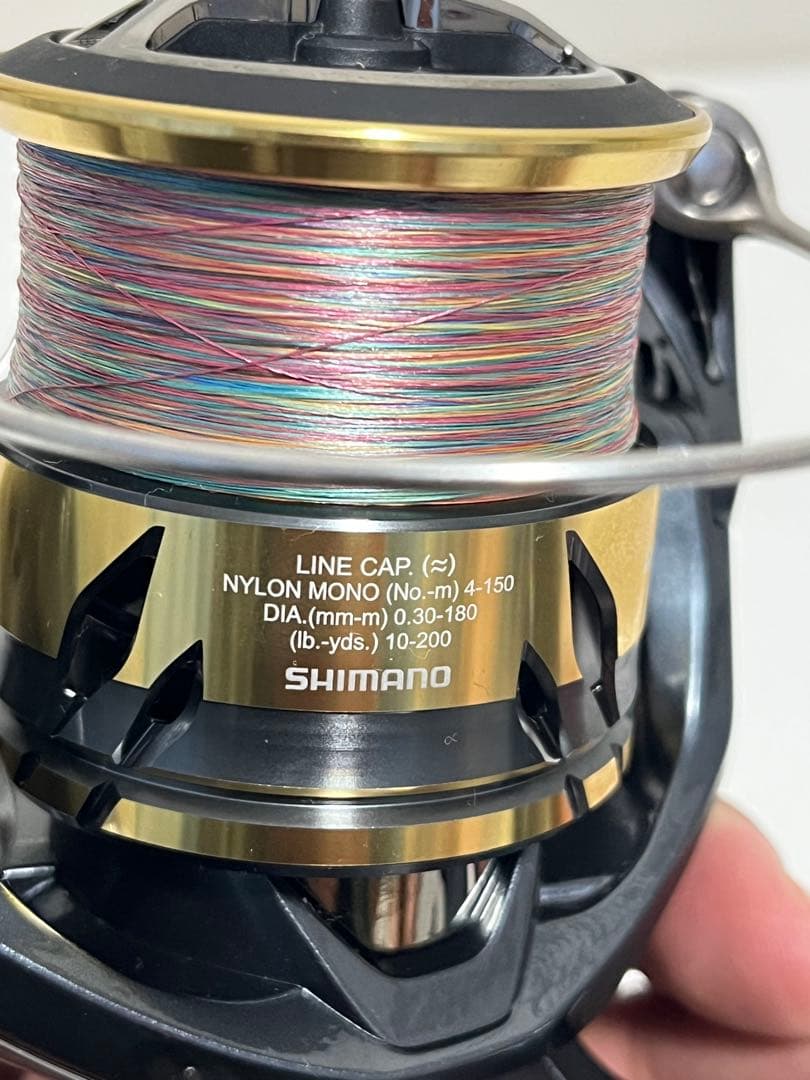 LINE CAP. (≈)
NYLON MONO (No.-m) 4-150
DIA.(mm-m) 0.30-180
(lb.-yds.) 10-200
SHIMANO